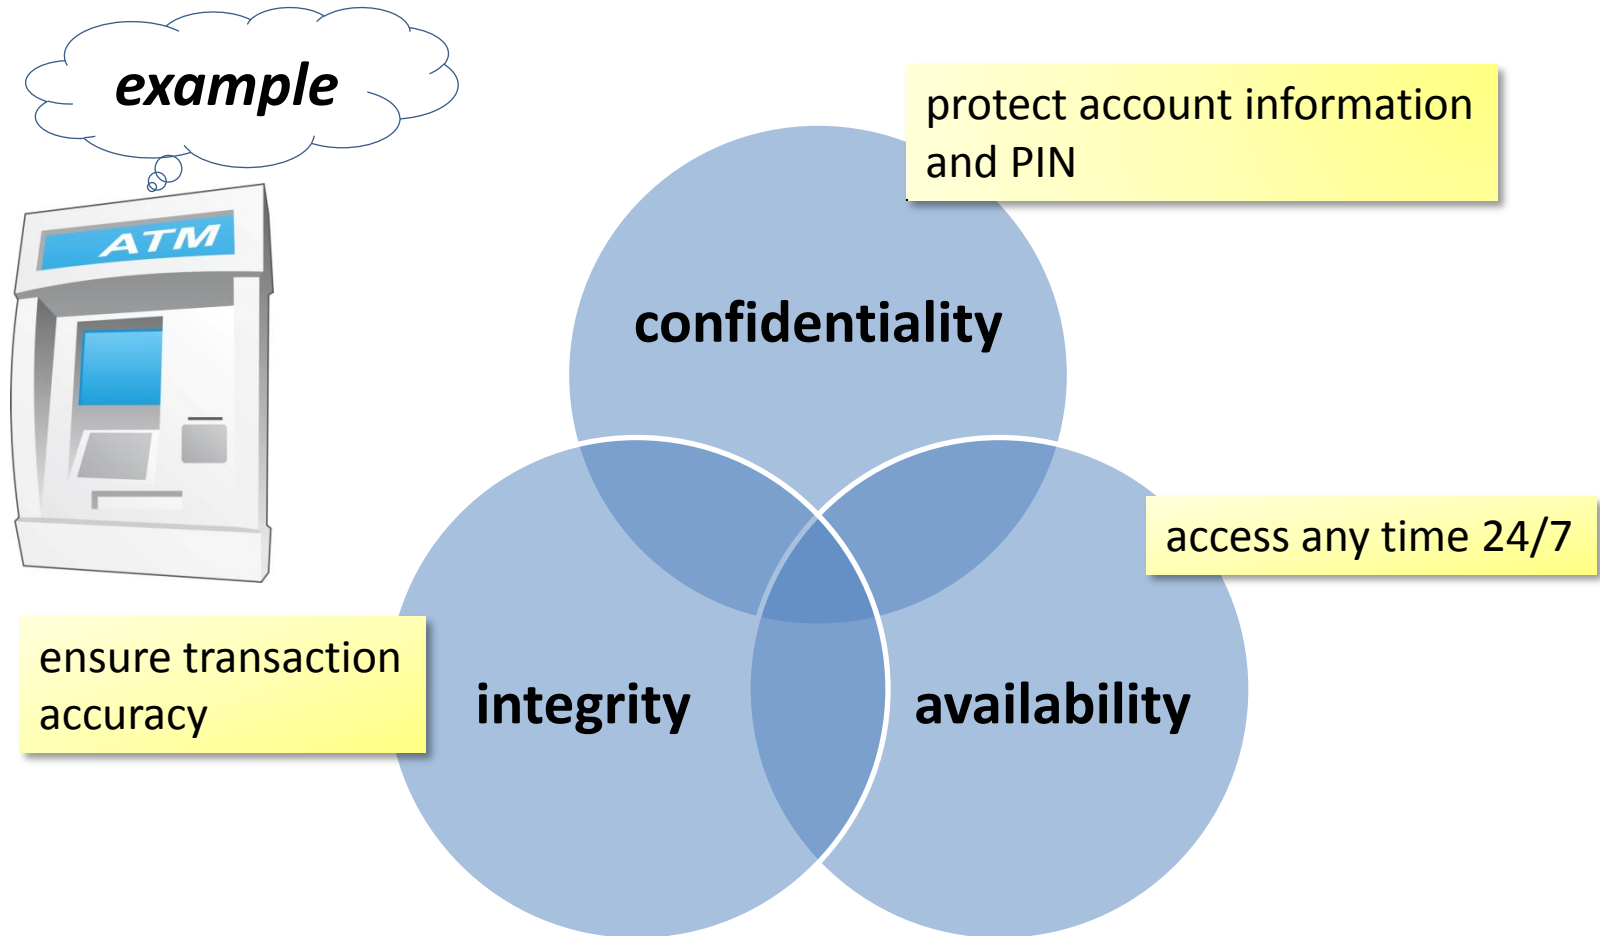 example
ATM
protect account information
and PIN
confidentiality
access any time 24/7
ensure transaction
accuracy
integrity
availability